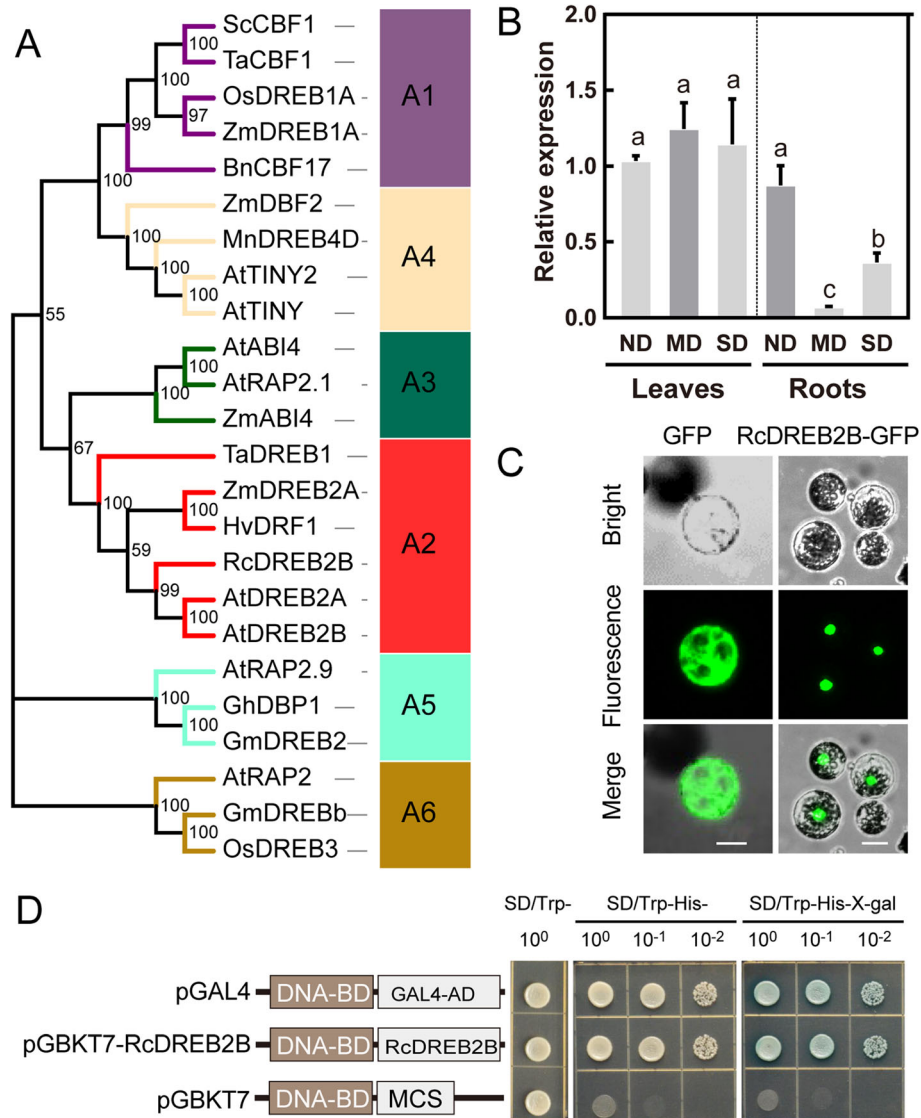 A
ScCBF1
100
TaCBF1
100
OsDREB1A
97
ZmDREB1A
99
BnCBF17
A1
100
ZmDBF2
100
MnDREB4D
100
AtTINY2
100
AtTINY
A4
55
AtABI4
100
AtRAP2.1
100
ZmABI4
A3
67
TaDREB1
100
ZmDREB2A
100
HvDRF1
59
RcDREB2B
99
AtDREB2A
100
AtDREB2B
A2
AtRAP2.9
100
GhDBP1
100
GmDREB2
A5
AtRAP2
100
GmDREBb
100
OsDREB3
A6
B
Relative expression
2.0
1.5
1.0
0.5
0.0
a a a a c b
ND MD SD ND MD SD
Leaves Roots
C
GFP RcDREB2B-GFP
Bright
Fluorescence
Merge
D
SD/Trp- SD/Trp-His- SD/Trp-His-X-gal
10⁰ 10⁰ 10⁻¹ 10⁻² 10⁰ 10⁻¹ 10⁻²
pGAL4 DNA-BD GAL4-AD
pGBKT7-RcDREB2B DNA-BD RcDREB2B
pGBKT7 DNA-BD MCS